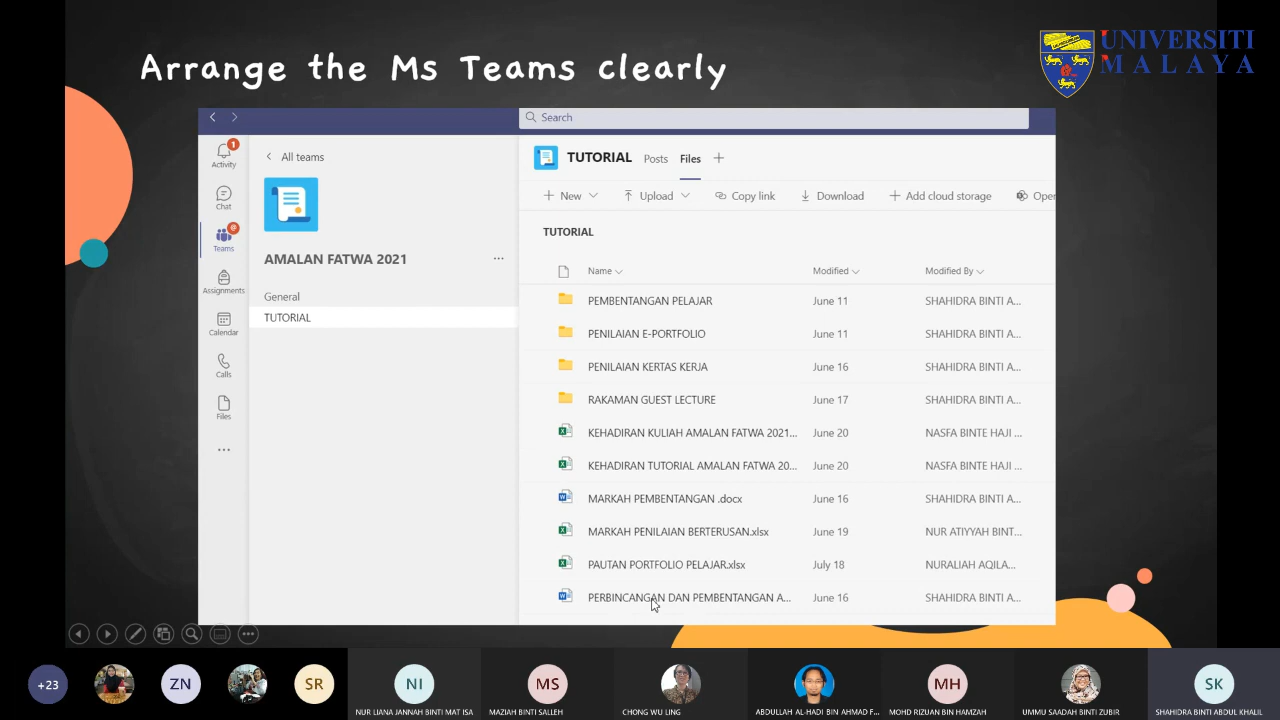 Arrange the Ms Teams clearly
UNIVERSITI
MALAYA
Search
Activity
1
Chat
Teams
@
Assignments
Calendar
Calls
Files
...
All teams
AMALAN FATWA 2021
...
General
TUTORIAL
TUTORIAL Posts Files +
+ New Upload Copy link Download + Add cloud storage Open
TUTORIAL
Name Modified Modified By
PEMBENTANGAN PELAJAR June 11 SHAHIDRA BINTI A...
PENILAIAN E-PORTFOLIO June 11 SHAHIDRA BINTI A...
PENILAIAN KERTAS KERJA June 16 SHAHIDRA BINTI A...
RAKAMAN GUEST LECTURE June 17 SHAHIDRA BINTI A...
KEHADIRAN KULIAH AMALAN FATWA 2021... June 20 NASFA BINTE HAJI ...
KEHADIRAN TUTORIAL AMALAN FATWA 20... June 20 NASFA BINTE HAJI ...
MARKAH PEMBENTANGAN .docx June 16 SHAHIDRA BINTI A...
MARKAH PENILAIAN BERTERUSAN.xlsx June 19 NUR ATIYYAH BINT...
PAUTAN PORTFOLIO PELAJAR.xlsx July 18 NURALIAH AQILA...
PERBINCANGAN DAN PEMBENTANGAN A... June 16 SHAHIDRA BINTI A...
+23 ZN SR NI MS MH SK
NUR LIANA JANNAH BINTI MAT ISA MAZIAH BINTI SALLEH CHONG WU LING ABDULLAH AL-HADI BIN AHMAD F... MOHD RIZUAN BIN HAMZAH UMMU SAADAH BINTI ZUBIR SHAHIDRA BINTI ABDUL KHALIL